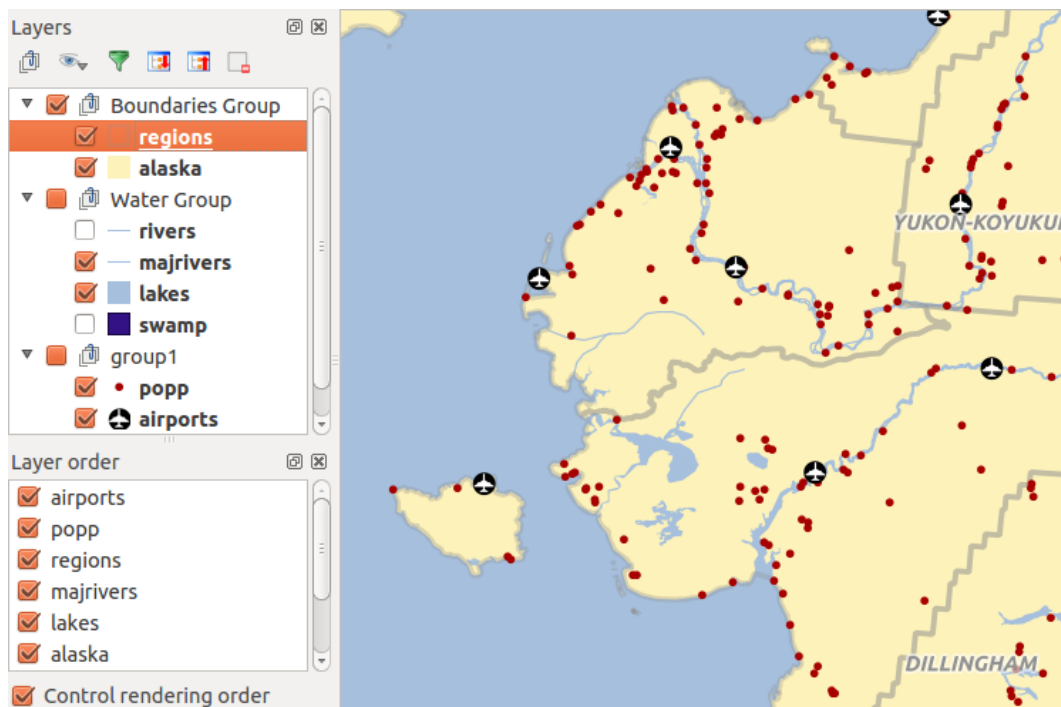 Layers
Boundaries Group
regions
alaska
Water Group
rivers
majrivers
lakes
swamp
group1
popp
airports
Layer order
airports
popp
regions
majrivers
lakes
alaska
Control rendering order
YUKON-KOYUKU
DILLINGHAM